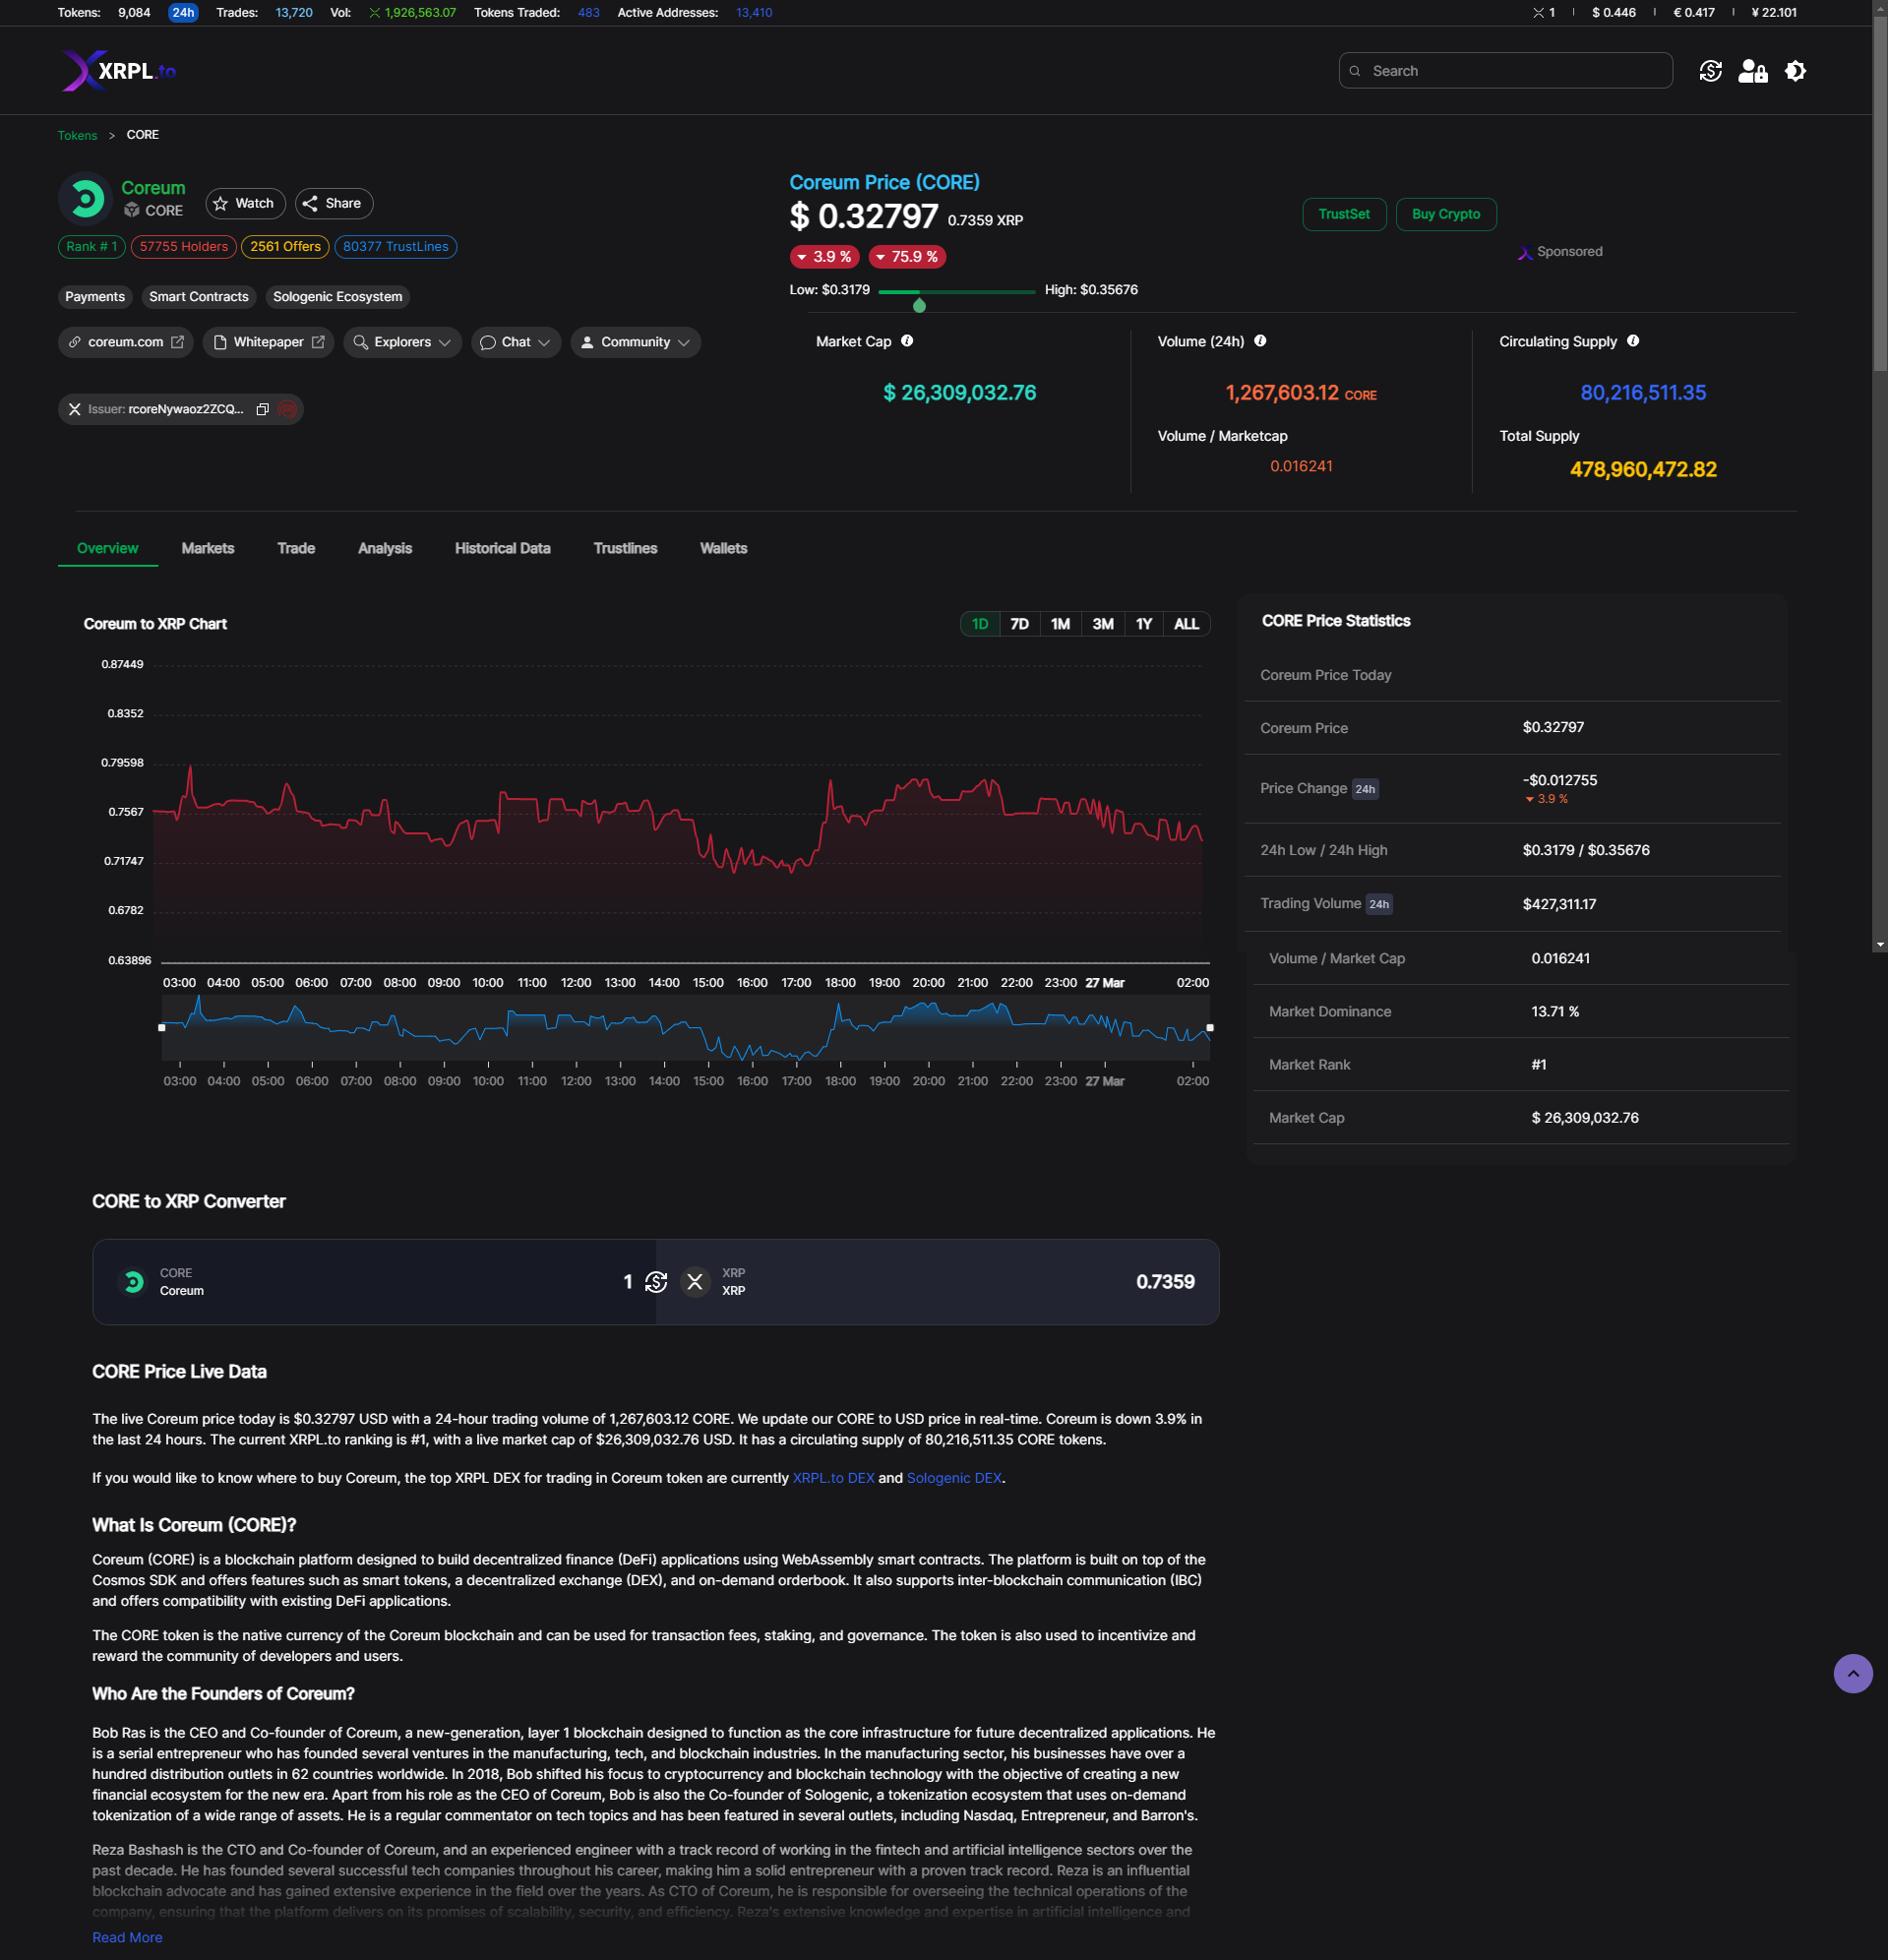 Tokens: 9,084 24h Trades: 13,720 Vol: 1,926,563.07 Tokens Traded: 483 Active Addresses: 13,410
1 | $ 0.446 | € 0.417 | ¥ 22.101
XRPL.to
Search
Tokens > CORE
Coreum
CORE
Watch
Share
Rank # 1
57755 Holders
2561 Offers
80377 TrustLines
Payments
Smart Contracts
Sologenic Ecosystem
coreum.com
Whitepaper
Explorers
Chat
Community
Issuer: rcoreNywaoz2ZCQ...
Coreum Price (CORE)
$ 0.32797 0.7359 XRP
3.9 % 75.9 %
Low: $0.3179 High: $0.35676
TrustSet
Buy Crypto
Sponsored
Market Cap
$ 26,309,032.76
Volume (24h)
1,267,603.12 CORE
Volume / Marketcap
0.016241
Circulating Supply
80,216,511.35
Total Supply
478,960,472.82
Overview Markets Trade Analysis Historical Data Trustlines Wallets
Coreum to XRP Chart
1D 7D 1M 3M 1Y ALL
0.87449
0.8352
0.79598
0.7567
0.71747
0.6782
0.63896
03:00 04:00 05:00 06:00 07:00 08:00 09:00 10:00 11:00 12:00 13:00 14:00 15:00 16:00 17:00 18:00 19:00 20:00 21:00 22:00 23:00 27 Mar 02:00
03:00 04:00 05:00 06:00 07:00 08:00 09:00 10:00 11:00 12:00 13:00 14:00 15:00 16:00 17:00 18:00 19:00 20:00 21:00 22:00 23:00 27 Mar 02:00
CORE Price Statistics
Coreum Price Today
Coreum Price $0.32797
Price Change 24h -$0.012755
3.9 %
24h Low / 24h High $0.3179 / $0.35676
Trading Volume 24h $427,311.17
Volume / Market Cap 0.016241
Market Dominance 13.71 %
Market Rank #1
Market Cap $ 26,309,032.76
CORE to XRP Converter
CORE
Coreum
1
XRP
XRP
0.7359
CORE Price Live Data
The live Coreum price today is $0.32797 USD with a 24-hour trading volume of 1,267,603.12 CORE. We update our CORE to USD price in real-time. Coreum is down 3.9% in
the last 24 hours. The current XRPL.to ranking is #1, with a live market cap of $26,309,032.76 USD. It has a circulating supply of 80,216,511.35 CORE tokens.
If you would like to know where to buy Coreum, the top XRPL DEX for trading in Coreum token are currently XRPL.to DEX and Sologenic DEX.
What Is Coreum (CORE)?
Coreum (CORE) is a blockchain platform designed to build decentralized finance (DeFi) applications using WebAssembly smart contracts. The platform is built on top of the
Cosmos SDK and offers features such as smart tokens, a decentralized exchange (DEX), and on-demand orderbook. It also supports inter-blockchain communication (IBC)
and offers compatibility with existing DeFi applications.
The CORE token is the native currency of the Coreum blockchain and can be used for transaction fees, staking, and governance. The token is also used to incentivize and
reward the community of developers and users.
Who Are the Founders of Coreum?
Bob Ras is the CEO and Co-founder of Coreum, a new-generation, layer 1 blockchain designed to function as the core infrastructure for future decentralized applications. He
is a serial entrepreneur who has founded several ventures in the manufacturing, tech, and blockchain industries. In the manufacturing sector, his businesses have over a
hundred distribution outlets in 62 countries worldwide. In 2018, Bob shifted his focus to cryptocurrency and blockchain technology with the objective of creating a new
financial ecosystem for the new era. Apart from his role as the CEO of Coreum, Bob is also the Co-founder of Sologenic, a tokenization ecosystem that uses on-demand
tokenization of a wide range of assets. He is a regular commentator on tech topics and has been featured in several outlets, including Nasdaq, Entrepreneur, and Barron's.
Reza Bashash is the CTO and Co-founder of Coreum, and an experienced engineer with a track record of working in the fintech and artificial intelligence sectors over the
past decade. He has founded several successful tech companies throughout his career, making him a solid entrepreneur with a proven track record. Reza is an influential
blockchain advocate and has gained extensive experience in the field over the years. As CTO of Coreum, he is responsible for overseeing the technical operations of the
company, ensuring that the platform delivers on its promises of scalability, security, and efficiency. Reza's extensive knowledge and expertise in artificial intelligence and
Read More